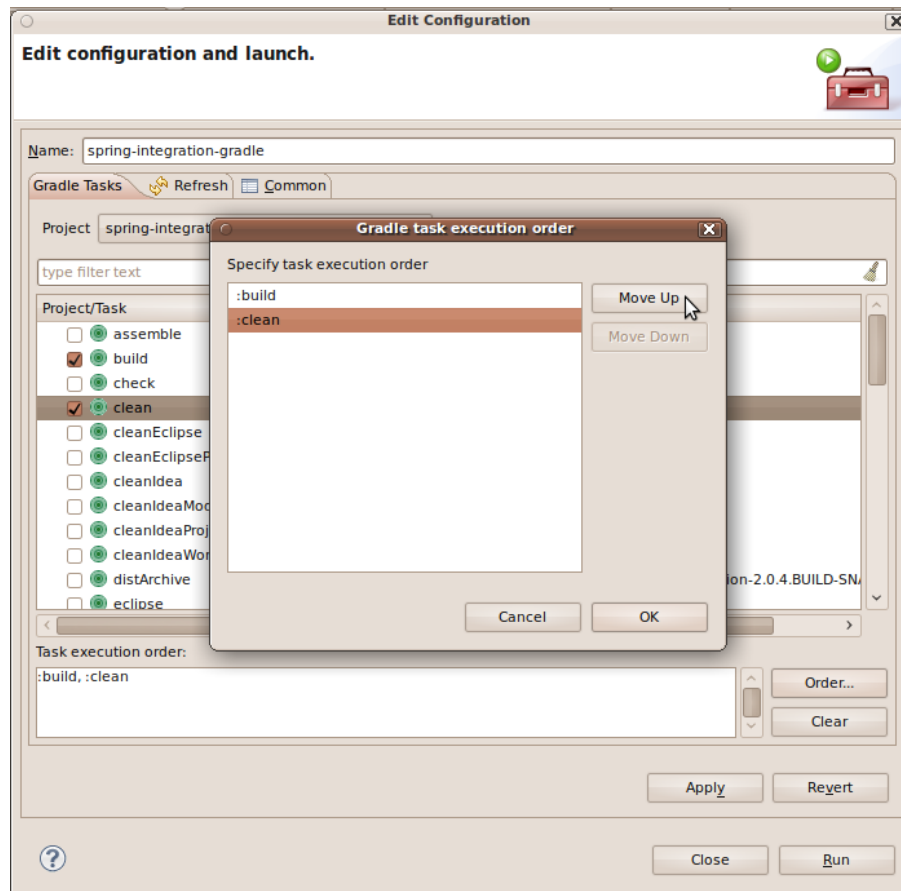 Edit Configuration
Edit configuration and launch.
Name: spring-integration-gradle
Gradle Tasks Refresh Common
Project spring-integrat
Gradle task execution order
Specify task execution order
type filter text
:build
Move Up
Project/Task
:clean
assemble
Move Down
build
check
clean
cleanEclipse
cleanEclipseP
cleanIdea
cleanIdeaMod
cleanIdeaProj
cleanIdeaWor
distArchive
ion-2.0.4.BUILD-SNA
eclipse
Cancel OK
Task execution order:
:build, :clean
Order...
Clear
Apply Revert
? Close Run